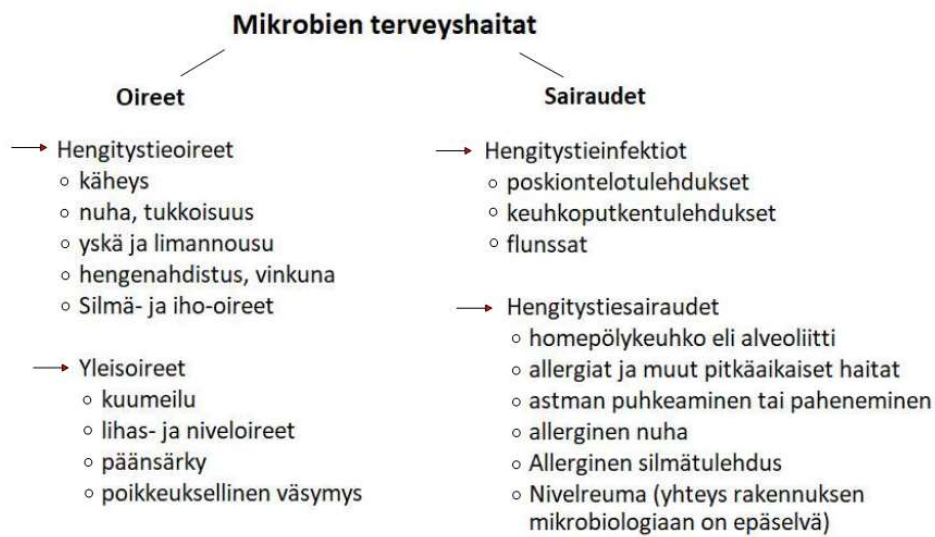 Mikrobien terveyshaitat
Oireet
Hengitystieoireet
käheys
nuha, tukkoisuus
yskä ja limannousu
hengenahdistus, vinkuna
Silmä- ja iho-oireet
Yleisoireet
kuumeilu
lihas- ja niveloireet
päänsärky
poikkeuksellinen väsymys
Sairaudet
Hengitystieinfektiot
poskiontelotulehdukset
keuhkoputkentulehdukset
flunssat
Hengitystiesairaudet
homepölykeuhko eli alveoliitti
allergiat ja muut pitkäaikaiset haitat
astman puhkeaminen tai paheneminen
allerginen nuha
Allerginen silmätulehdus
Nivelreuma (yhteys rakennuksen
mikrobiologiaan on epäselvä)